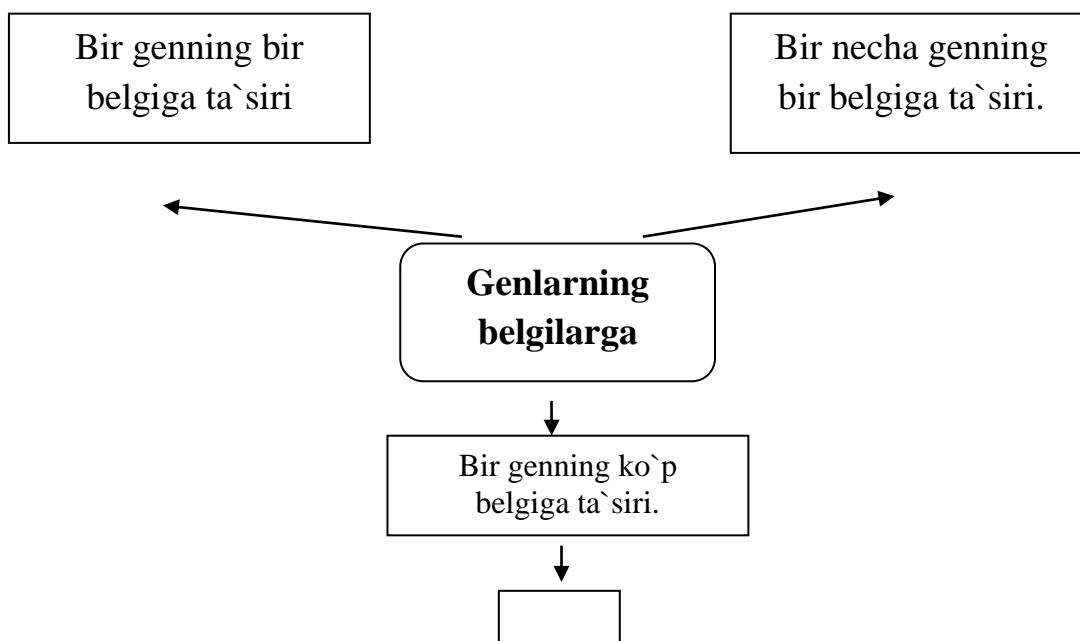 Bir genning bir
belgiga ta`siri
Bir necha genning
bir belgiga ta`siri.
Genlarning
belgilarga
Bir genning ko`p
belgiga ta`siri.